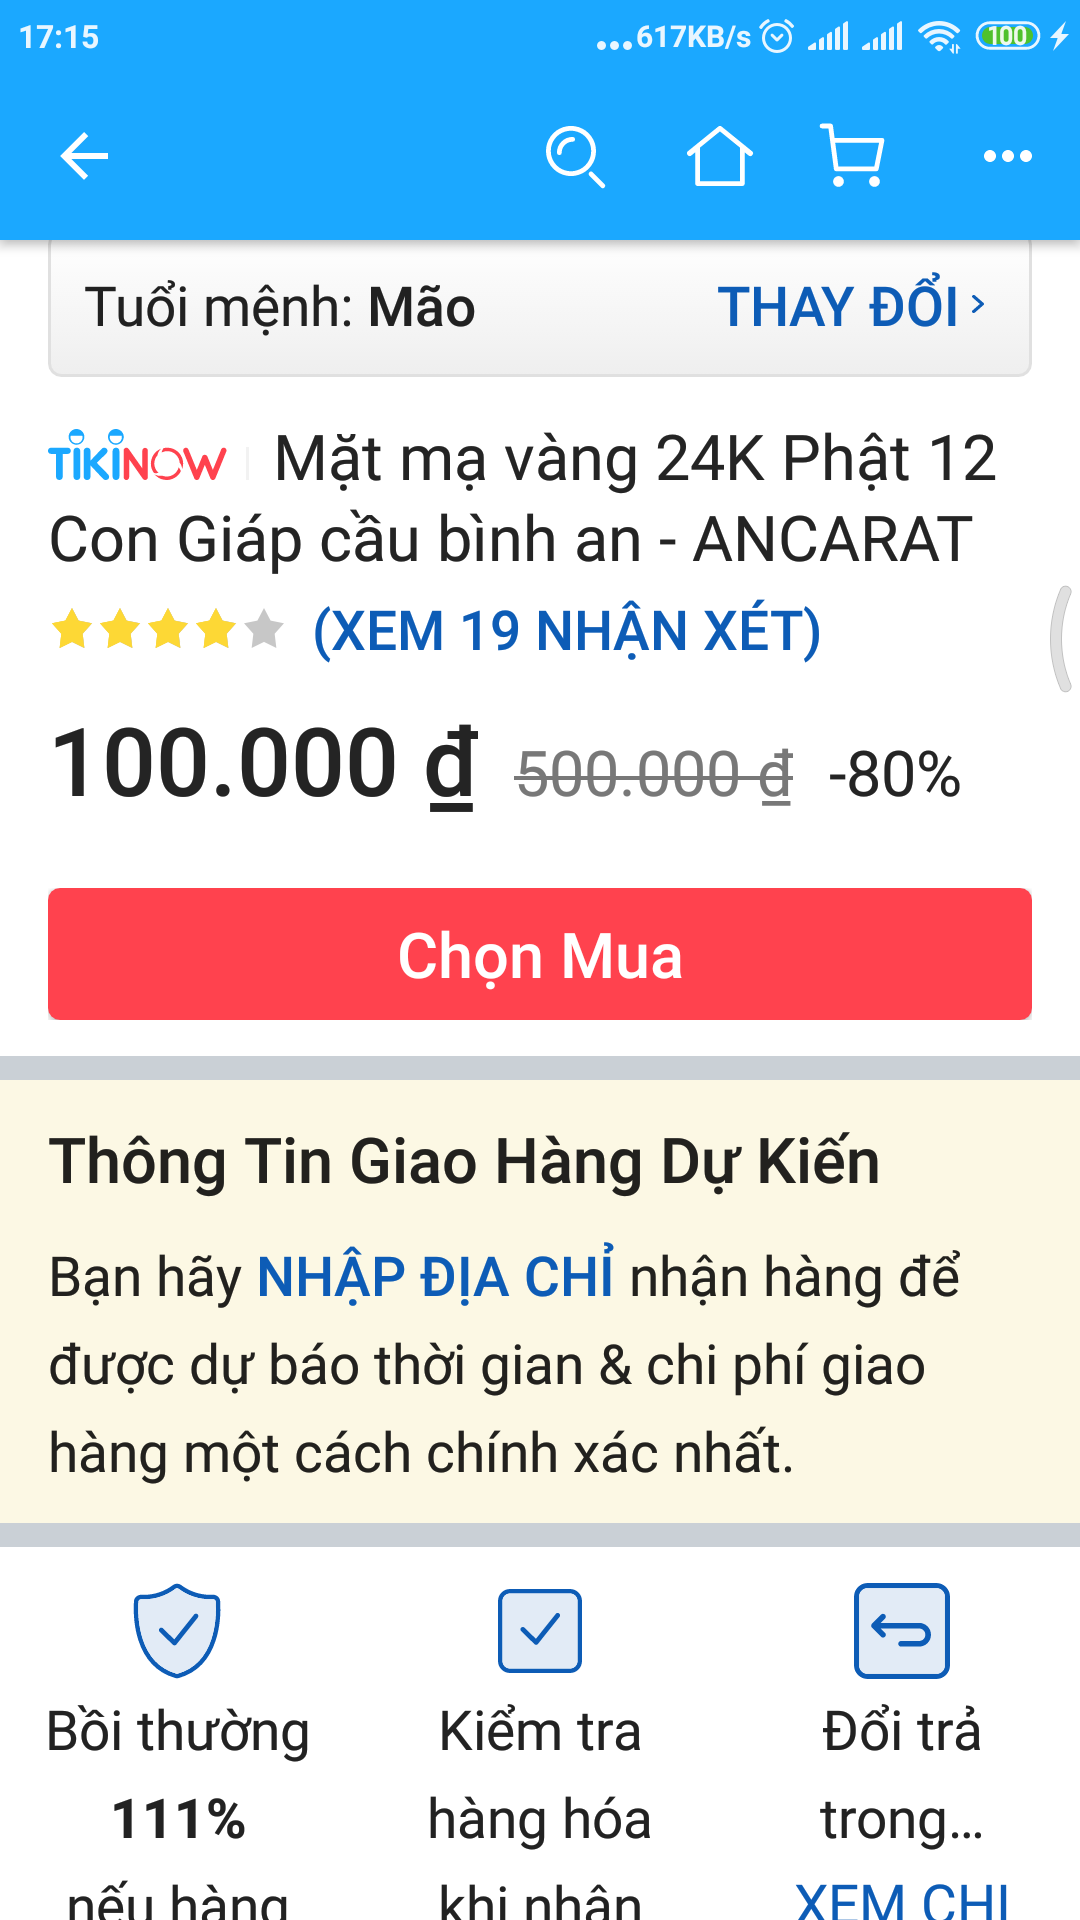 17:15
...617KB/s
100
Tuổi mệnh: Mão
THAY ĐỔI
TIKINOW Mặt mạ vàng 24K Phật 12
Con Giáp cầu bình an - ANCARAT
(XEM 19 NHẬN XÉT)
100.000 ₫ 500.000 ₫ -80%
Chọn Mua
Thông Tin Giao Hàng Dự Kiến
Bạn hãy NHẬP ĐỊA CHỈ nhận hàng để
được dự báo thời gian & chi phí giao
hàng một cách chính xác nhất.
Bồi thường
111%
nếu hàng
Kiểm tra
hàng hóa
khi nhận
Đổi trả
trong...
XEM CHI